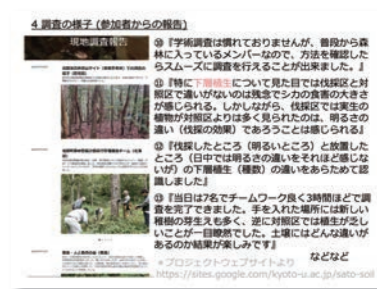 4 調査の様子（参加者からの報告）
現地調査報告
⑩『学術調査は慣れておりませんが、普段から森
林に入っているメンバーなので、方法を確認した
らスムーズに調査を行えることが出来ました。』
⑪『特に下層植生について見た目では伐採区と対
照区で違いがないのは残念でシカの食害の大きさ
が感じられる。しかしながら、伐採区では実生の
植物が対照区よりは多く見られたのは、明るさの
違い（伐採の効果）であろうことは感じられる』
⑫『伐採したところ（明るいところ）と放置した
ところ（日中では明るさの違いをそれほど感じな
いが）の下層植生（種数）の違いをあらためて認
識しました』
⑬『当日は7名でチームワーク良く3時間ほどで調
査を完了できました。手を入れた場所には新しい
種樹の芽生えも多く、逆に対照区では植生が乏し
いことが一目瞭然でした。土壌にはどんな違いが
あるのか結果が楽しみです』
などなど
*プロジェクトウェブサイトより
https://sites.google.com/kyoto-u.ac.jp/sato-soil